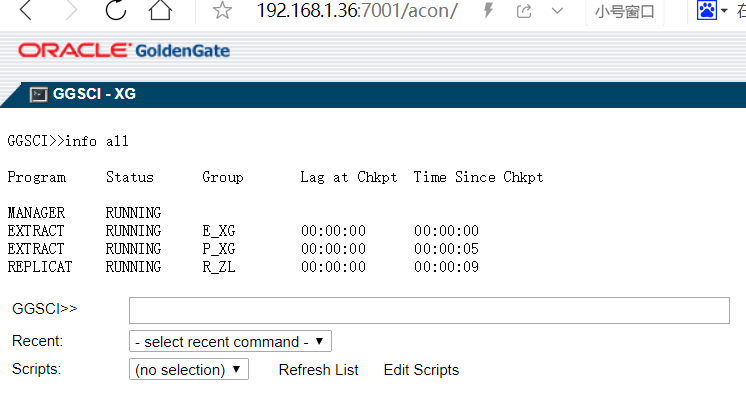 192.168.1.36:7001/acon/ 小号窗口
ORACLE GoldenGate
GGSCI - XG
GGSCI>>info all
Program Status Group Lag at Chkpt Time Since Chkpt
MANAGER RUNNING
EXTRACT RUNNING E_XG 00:00:00 00:00:00
EXTRACT RUNNING P_XG 00:00:00 00:00:05
REPLICAT RUNNING R_ZL 00:00:00 00:00:09
GGSCI>>
Recent: - select recent command -
Scripts: (no selection) Refresh List Edit Scripts